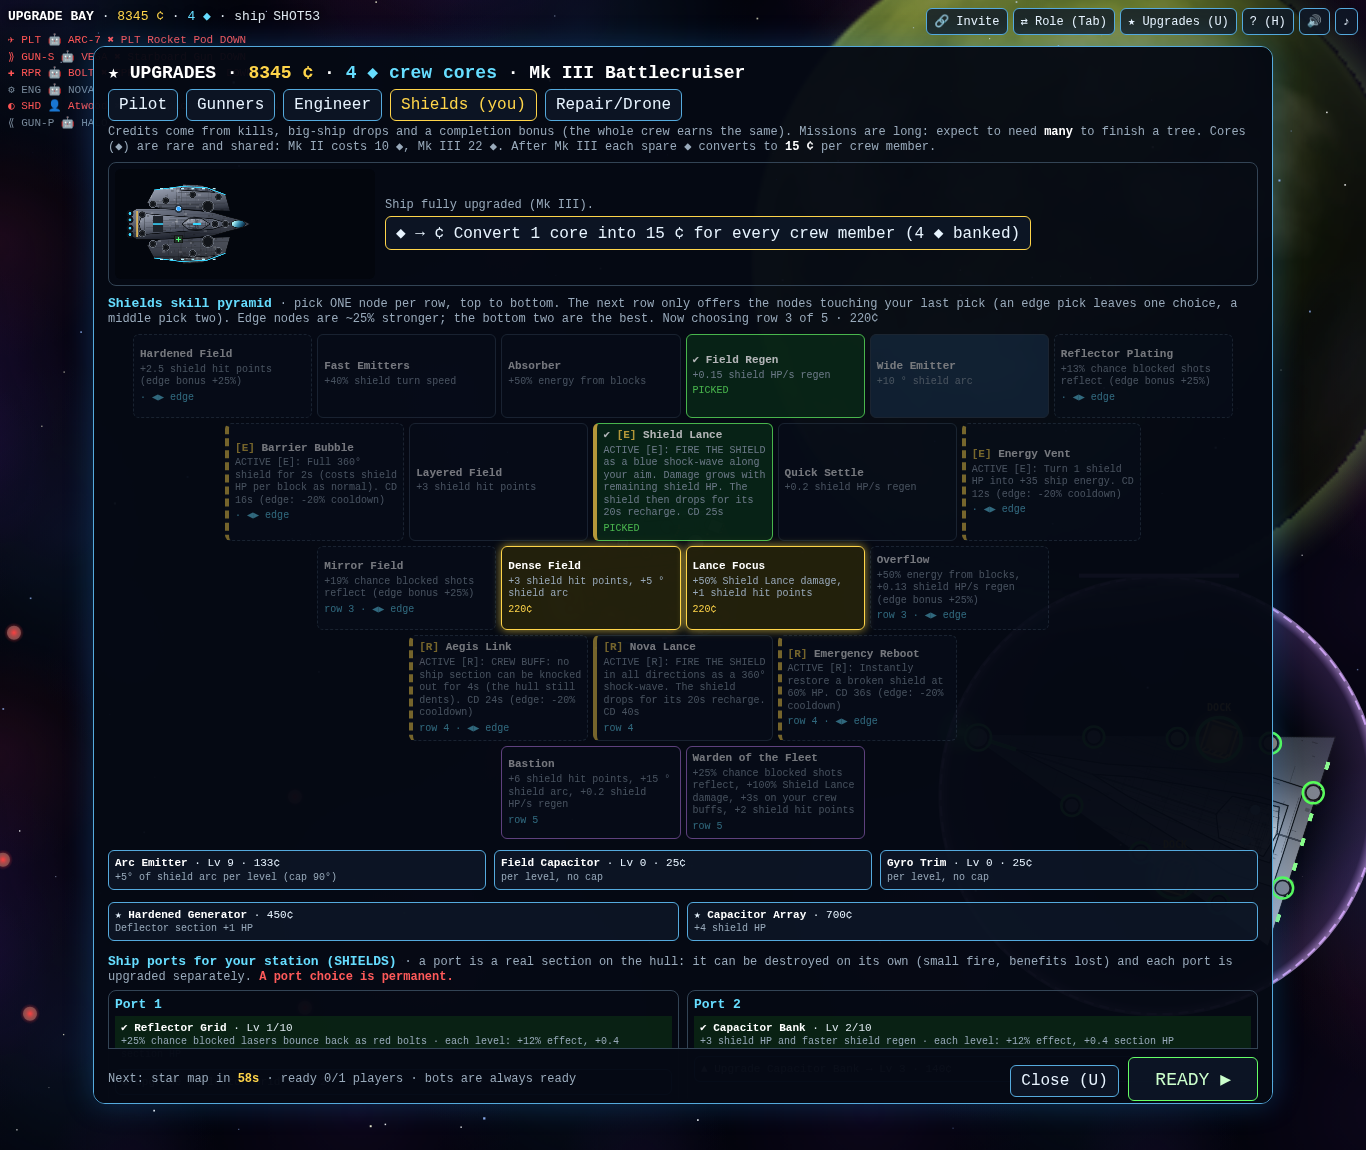 UPGRADE BAY · 8345 ¢ · 4 ◆ · ship SHOT53
🔗 Invite
⇄ Role (Tab)
★ Upgrades (U)
? (H)
🔊
♪
✈ PLT 🤖 ARC-7 ✖ PLT Rocket Pod DOWN
⟫ GUN-S 🤖 VE
✚ RPR 🤖 BOLT
⚙ ENG 🤖 NOVA
◐ SHD 👤 Atwo
⟪ GUN-P 🤖 HA
★ UPGRADES · 8345 ¢ · 4 ◆ crew cores · Mk III Battlecruiser
Pilot
Gunners
Engineer
Shields (you)
Repair/Drone
Credits come from kills, big-ship drops and a completion bonus (the whole crew earns the same). Missions are long: expect to need many to finish a tree. Cores
(◆) are rare and shared: Mk II costs 10 ◆, Mk III 22 ◆. After Mk III each spare ◆ converts to 15 ¢ per crew member.
Ship fully upgraded (Mk III).
◆ → ¢ Convert 1 core into 15 ¢ for every crew member (4 ◆ banked)
Shields skill pyramid · pick ONE node per row, top to bottom. The next row only offers the nodes touching your last pick (an edge pick leaves one choice, a
middle pick two). Edge nodes are ~25% stronger; the bottom two are the best. Now choosing row 3 of 5 · 220¢
Hardened Field
+2.5 shield hit points
(edge bonus +25%)
· ◀▶ edge
Fast Emitters
+40% shield turn speed
Absorber
+50% energy from blocks
✔ Field Regen
+0.15 shield HP/s regen
PICKED
Wide Emitter
+10 ° shield arc
Reflector Plating
+13% chance blocked shots
reflect (edge bonus +25%)
· ◀▶ edge
[E] Barrier Bubble
ACTIVE [E]: Full 360°
shield for 2s (costs shield
HP per block as normal). CD
16s (edge: -20% cooldown)
· ◀▶ edge
Layered Field
+3 shield hit points
✔ [E] Shield Lance
ACTIVE [E]: FIRE THE SHIELD
as a blue shock-wave along
your aim. Damage grows with
remaining shield HP. The
shield then drops for its
20s recharge. CD 25s
PICKED
Quick Settle
+0.2 shield HP/s regen
[E] Energy Vent
ACTIVE [E]: Turn 1 shield
HP into +35 ship energy. CD
12s (edge: -20% cooldown)
· ◀▶ edge
Mirror Field
+19% chance blocked shots
reflect (edge bonus +25%)
row 3 · ◀▶ edge
Dense Field
+3 shield hit points, +5 °
shield arc
220¢
Lance Focus
+50% Shield Lance damage,
+1 shield hit points
220¢
Overflow
+50% energy from blocks,
+0.13 shield HP/s regen
(edge bonus +25%)
row 3 · ◀▶ edge
[R] Aegis Link
ACTIVE [R]: CREW BUFF: no
ship section can be knocked
out for 4s (the hull still
dents). CD 24s (edge: -20%
cooldown)
row 4 · ◀▶ edge
[R] Nova Lance
ACTIVE [R]: FIRE THE SHIELD
in all directions as a 360°
shock-wave. The shield
drops for its 20s recharge.
CD 40s
row 4
[R] Emergency Reboot
ACTIVE [R]: Instantly
restore a broken shield at
60% HP. CD 36s (edge: -20%
cooldown)
row 4 · ◀▶ edge
DOCK
Bastion
+6 shield hit points, +15 °
shield arc, +0.2 shield
HP/s regen
row 5
Warden of the Fleet
+25% chance blocked shots
reflect, +100% Shield Lance
damage, +3s on your crew
buffs, +2 shield hit points
row 5
Arc Emitter · Lv 9 · 133¢
+5° of shield arc per level (cap 90°)
Field Capacitor · Lv 0 · 25¢
per level, no cap
Gyro Trim · Lv 0 · 25¢
per level, no cap
★ Hardened Generator · 450¢
Deflector section +1 HP
★ Capacitor Array · 700¢
+4 shield HP
Ship ports for your station (SHIELDS) · a port is a real section on the hull: it can be destroyed on its own (small fire, benefits lost) and each port is
upgraded separately. A port choice is permanent.
Port 1
✔ Reflector Grid · Lv 1/10
+25% chance blocked lasers bounce back as red bolts · each level: +12% effect, +0.4
Port 2
✔ Capacitor Bank · Lv 2/10
+3 shield HP and faster shield regen · each level: +12% effect, +0.4 section HP
Next: star map in 58s · ready 0/1 players · bots are always ready
Close (U)
READY ▶